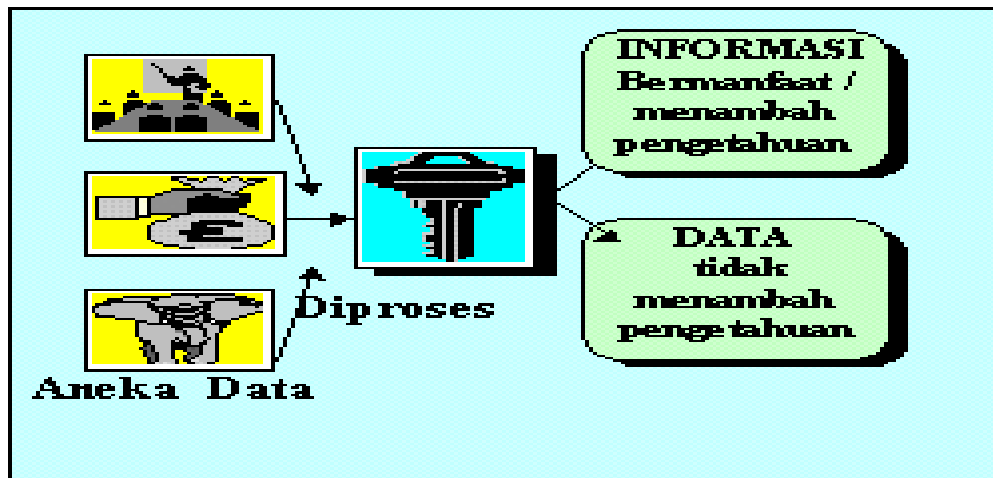 INFORMASI
Bermanfaat /
menambah
pengetahuan
DATA
tidak
menambah
pengetahuan
Diproses
Aneka Data